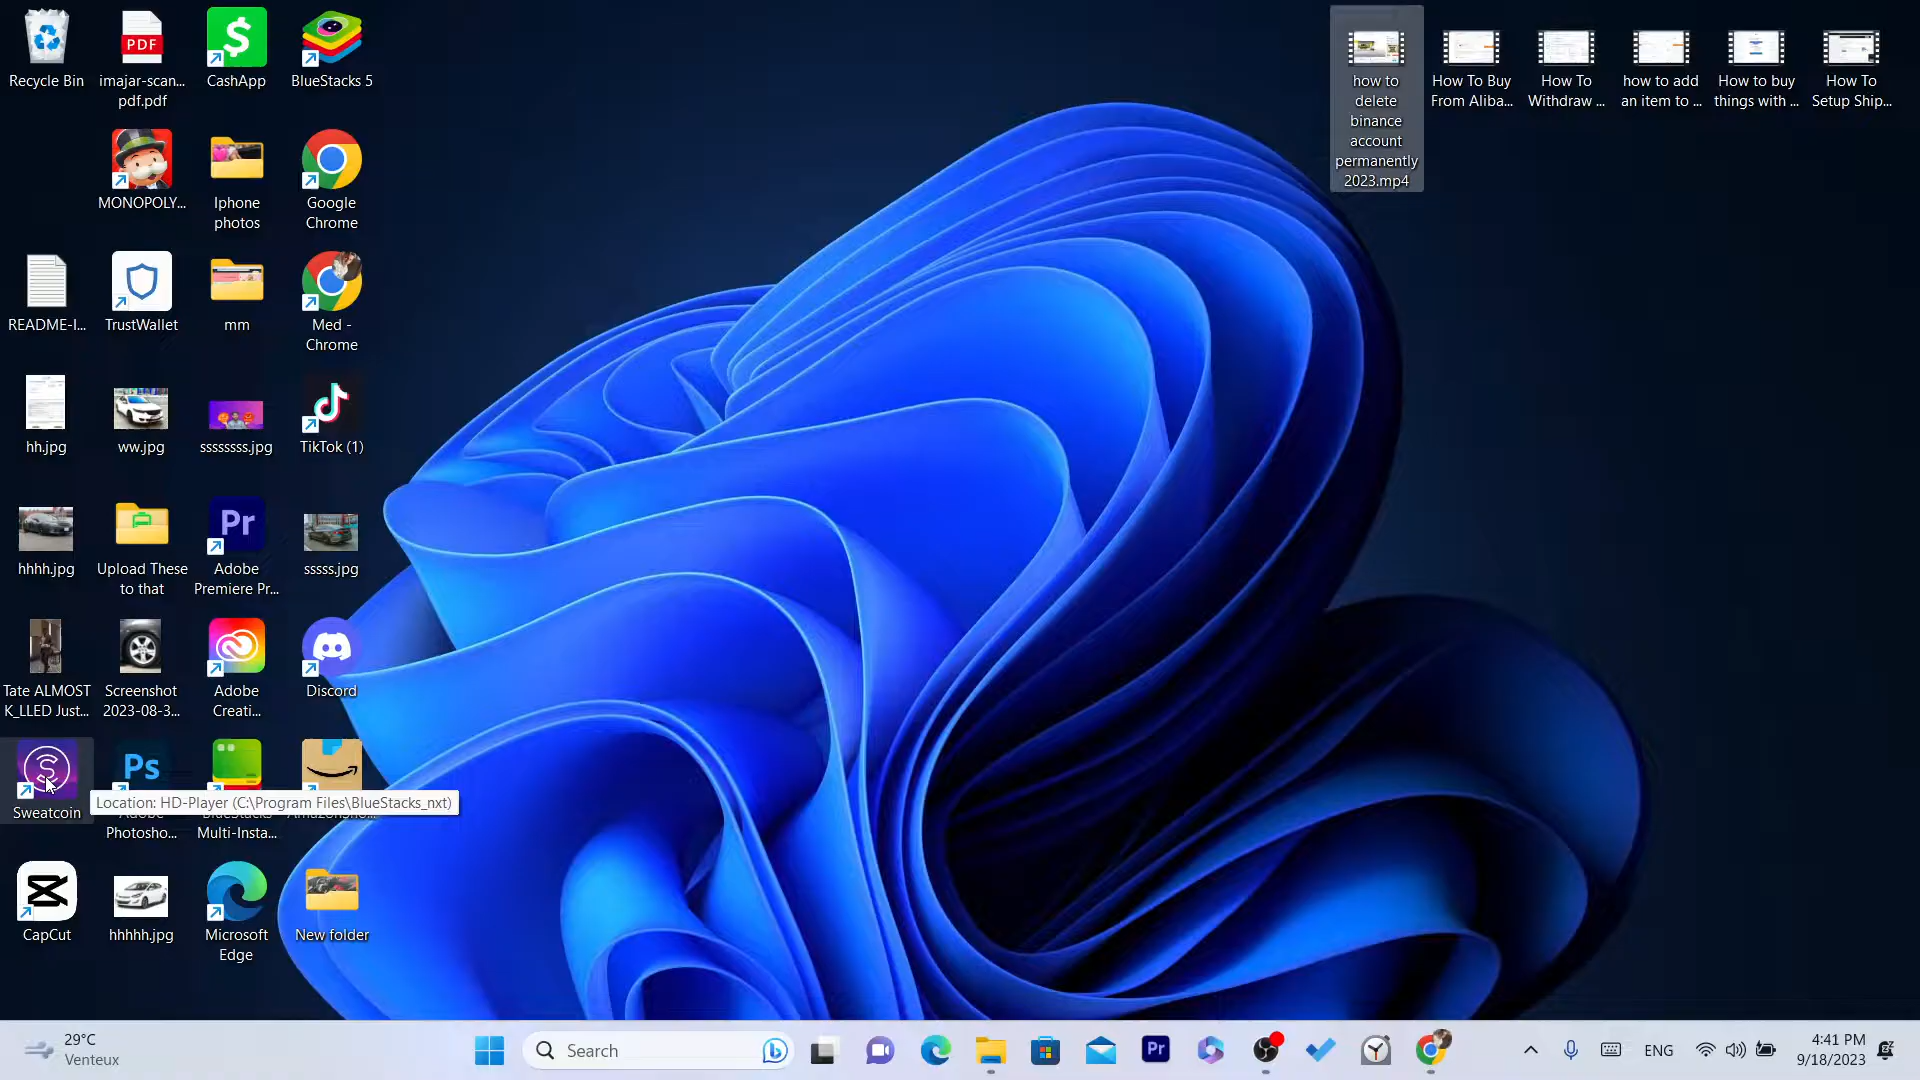 Recycle Bin
PDF
imajar-scan...
pdf.pdf
$
CashApp
BlueStacks 5
MONOPOLY...
Iphone
photos
Google
Chrome
README-I...
TrustWallet
mm
Med -
Chrome
hh.jpg
ww.jpg
ssssssss.jpg
TikTok (1)
hhhh.jpg
Upload These
to that
Pr
Adobe
Premiere Pr...
sssss.jpg
Tate ALMOST
K_LLED Just...
Screenshot
2023-08-3...
Adobe
Creati...
Discord
Sweatcoin
Ps
Photosho...
Multi-Insta...
Location: HD-Player (C:\Program Files\BlueStacks_nxt)
CapCut
hhhhh.jpg
Microsoft
Edge
New folder
how to
delete
binance
account
permanently
2023.mp4
How To Buy
From Aliba...
How To
Withdraw ...
how to add
an item to ...
How to buy
things with ...
How To
Setup Ship...
29°C
Venteux
Search
Pr
ENG
4:41 PM
9/18/2023